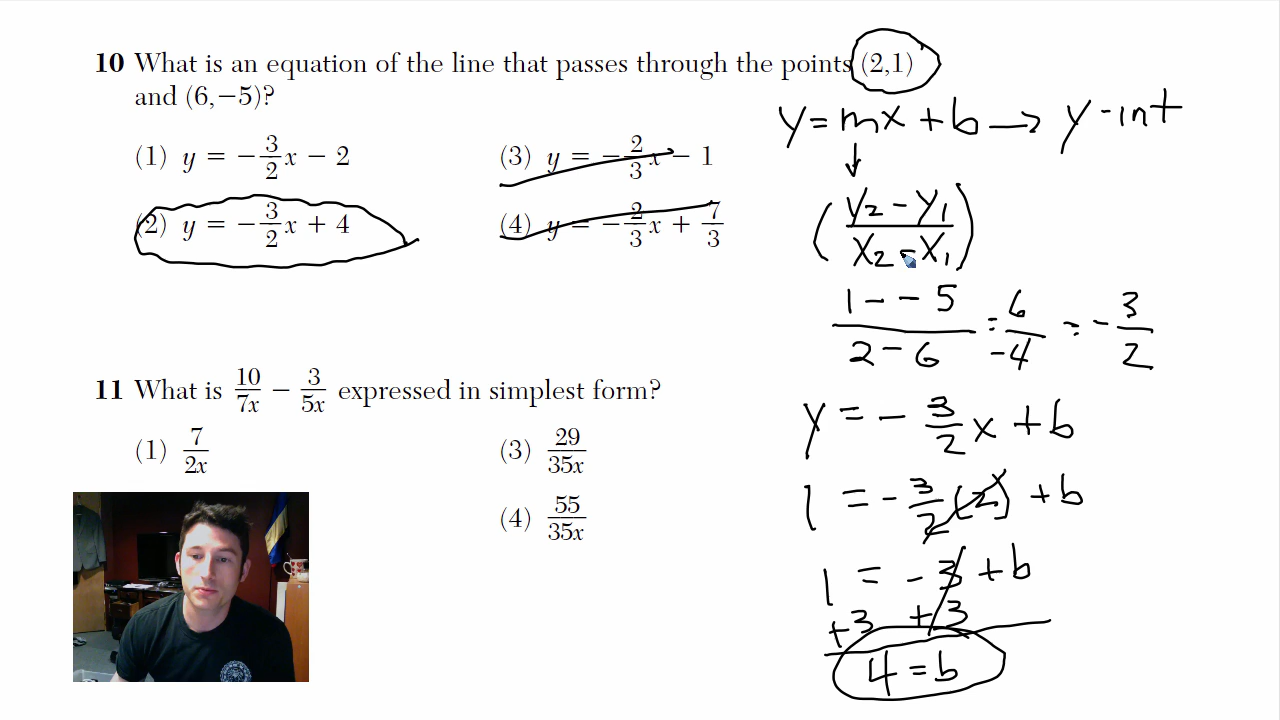 10 What is an equation of the line that passes through the points (2,1)
and (6,−5)?
(1) y = −3/2x − 2
(3) y = −2/3x − 1
(2) y = −3/2x + 4
(4) y = −2/3x + 7/3
11 What is 10/7x − 3/5x expressed in simplest form?
(1) 7/2x
(3) 29/35x
(4) 55/35x
y = mx + b → y-int
↓
(y₂ − y₁ / x₂ − x₁)
1 − − 5 / 2 − 6 = 6 / −4 = − 3 / 2
y = − 3/2 x + b
1 = − 3/2 (2) + b
1 = − 3 + b
+3 +3
4 = b